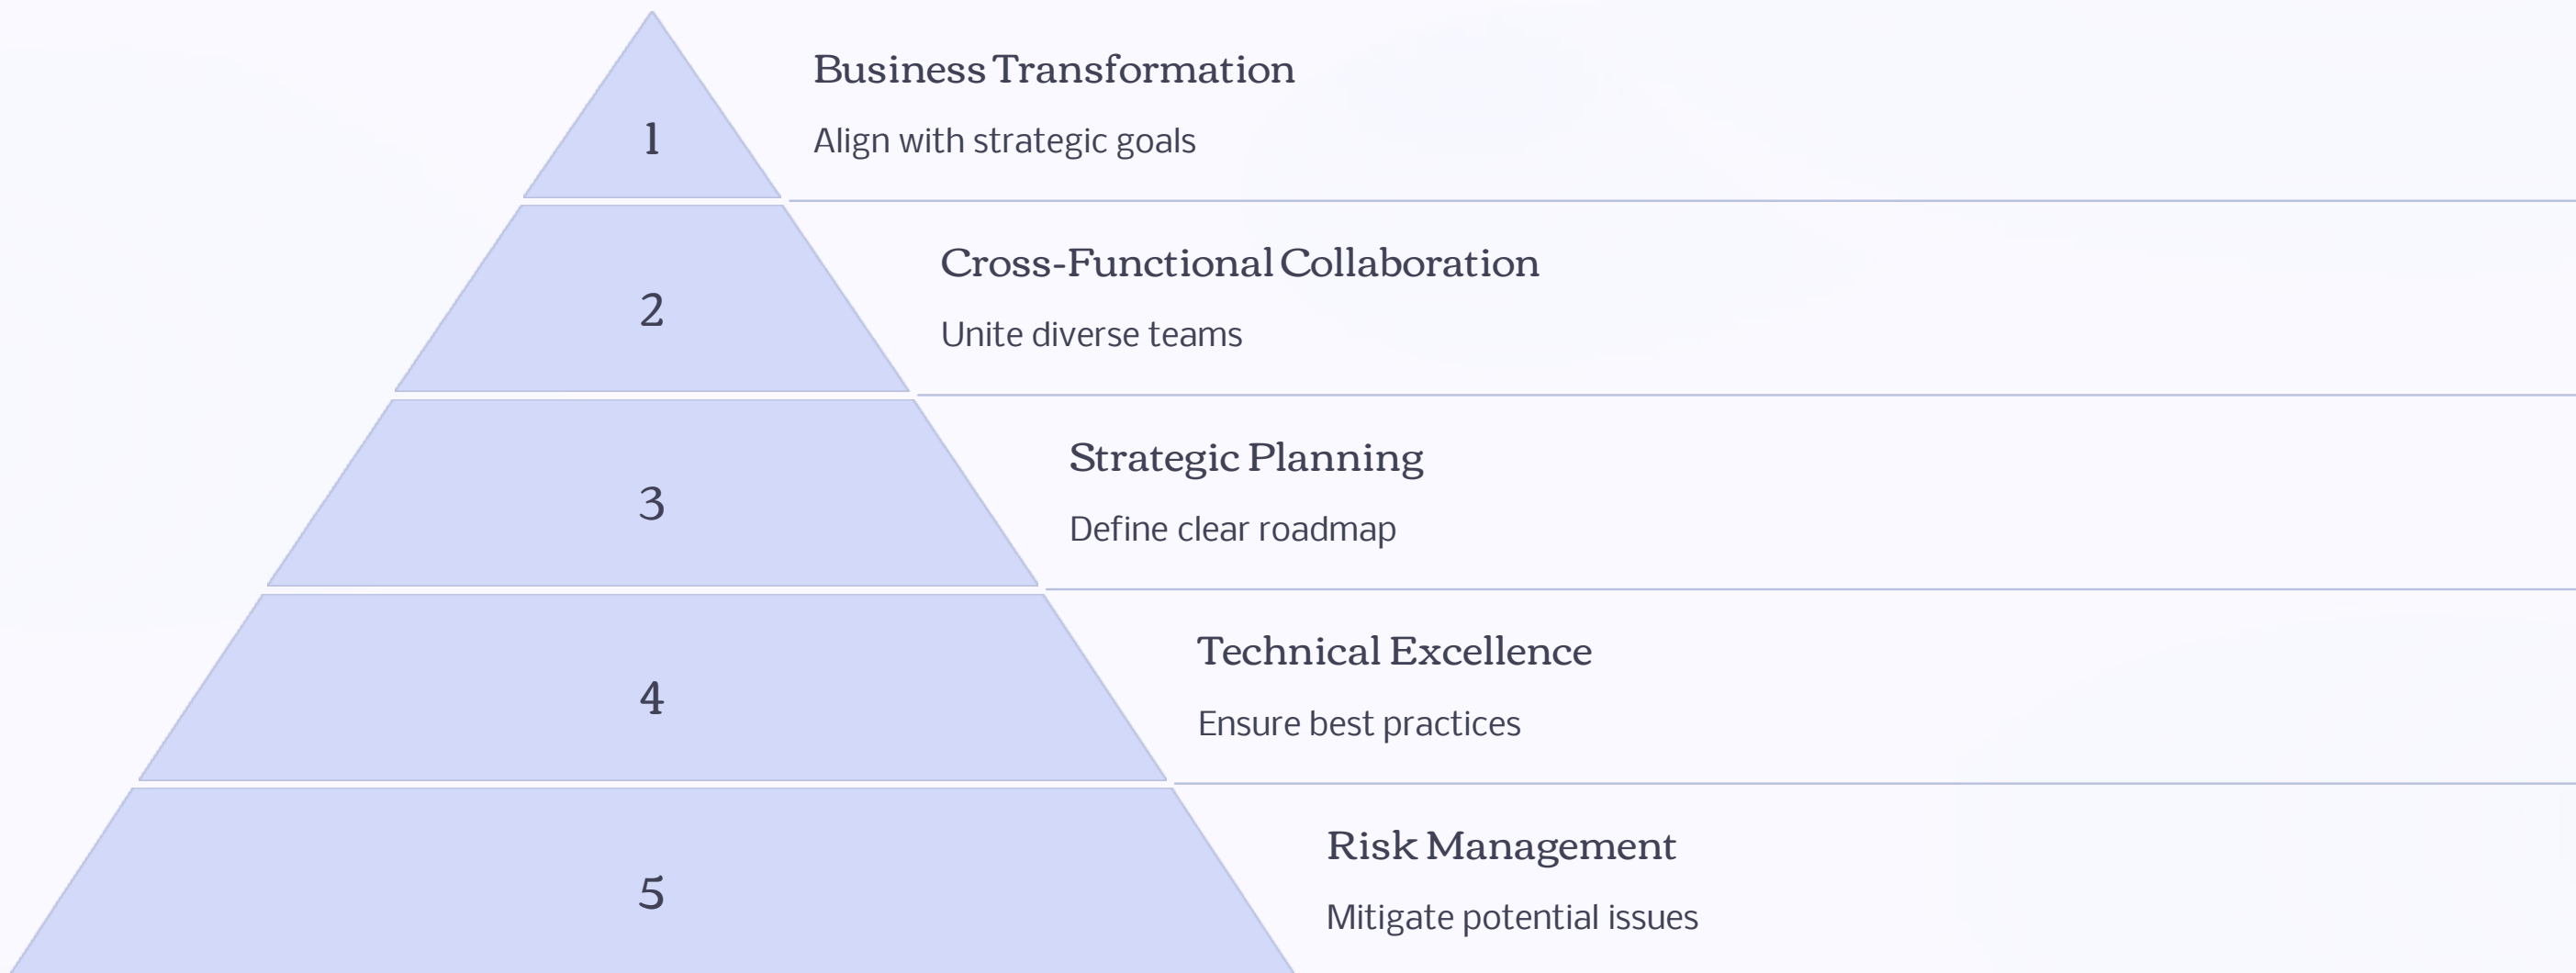 1
Business Transformation
Align with strategic goals
2
Cross-Functional Collaboration
Unite diverse teams
3
Strategic Planning
Define clear roadmap
4
Technical Excellence
Ensure best practices
5
Risk Management
Mitigate potential issues